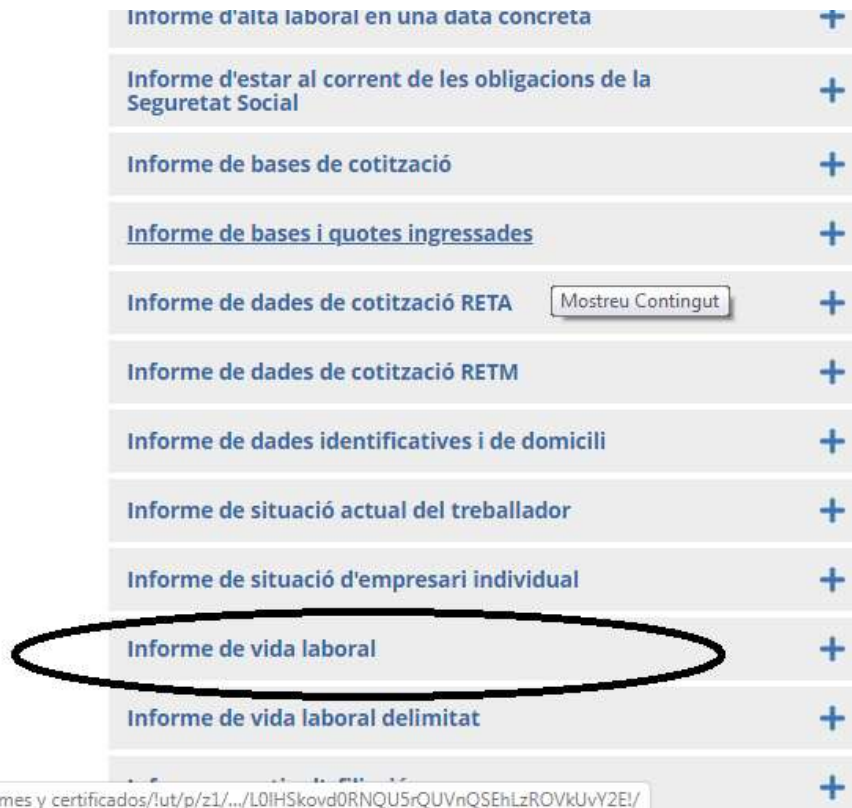 Informe d'alta laboral en una data concreta
Informe d'estar al corrent de les obligacions de la
Seguretat Social
Informe de bases de cotització
Informe de bases i quotes ingressades
Informe de dades de cotització RETA
Mostreu Contingut
Informe de dades de cotització RETM
Informe de dades identificatives i de domicili
Informe de situació actual del treballador
Informe de situació d'empresari individual
Informe de vida laboral
Informe de vida laboral delimitat
mes y certificados/!ut/p/z1/.../L0lHSkovd0RNQU5rQUVnQSEhLzROVkUvY2E!/